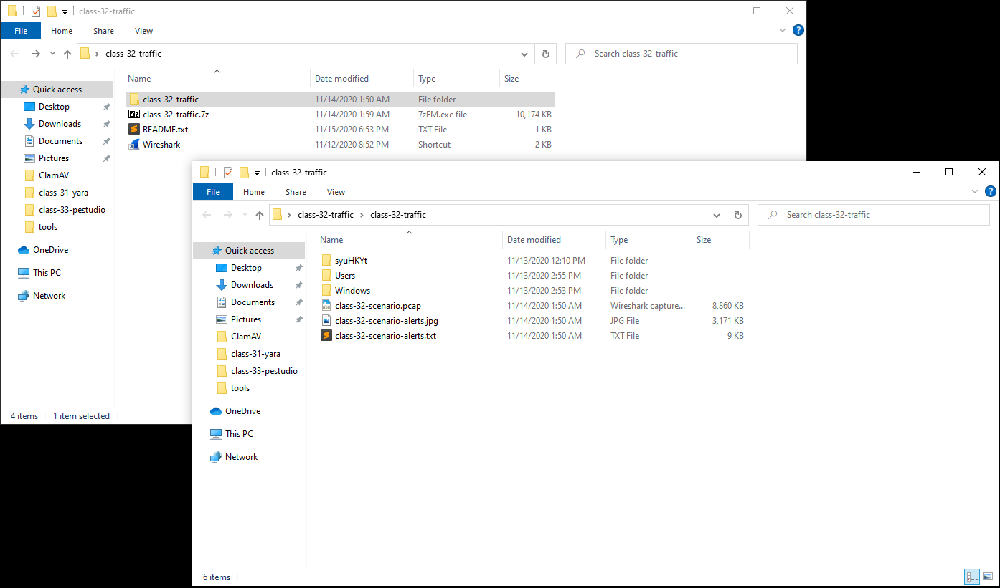 class-32-traffic
File Home Share View
class-32-traffic
Search class-32-traffic
Name Date modified Type Size
Quick access
Desktop
Downloads
Documents
Pictures
ClamAV
class-31-yara
class-33-pestudio
tools
OneDrive
This PC
Network
class-32-traffic 11/14/2020 1:50 AM File folder
class-32-traffic.7z 11/14/2020 1:59 AM 7zFM.exe file 10,174 KB
README.txt 11/15/2020 6:53 PM TXT File 1 KB
Wireshark 11/12/2020 8:52 PM Shortcut 2 KB
4 items 1 item selected
class-32-traffic
File Home Share View
class-32-traffic class-32-traffic
Search class-32-traffic
Name Date modified Type Size
Quick access
Desktop
Downloads
Documents
Pictures
ClamAV
class-31-yara
class-33-pestudio
tools
OneDrive
This PC
Network
syuHKYt 11/13/2020 12:10 PM File folder
Users 11/13/2020 2:55 PM File folder
Windows 11/13/2020 2:53 PM File folder
class-32-scenario.pcap 11/14/2020 1:50 AM Wireshark capture... 8,860 KB
class-32-scenario-alerts.jpg 11/14/2020 1:50 AM JPG File 3,171 KB
class-32-scenario-alerts.txt 11/14/2020 1:50 AM TXT File 9 KB
6 items